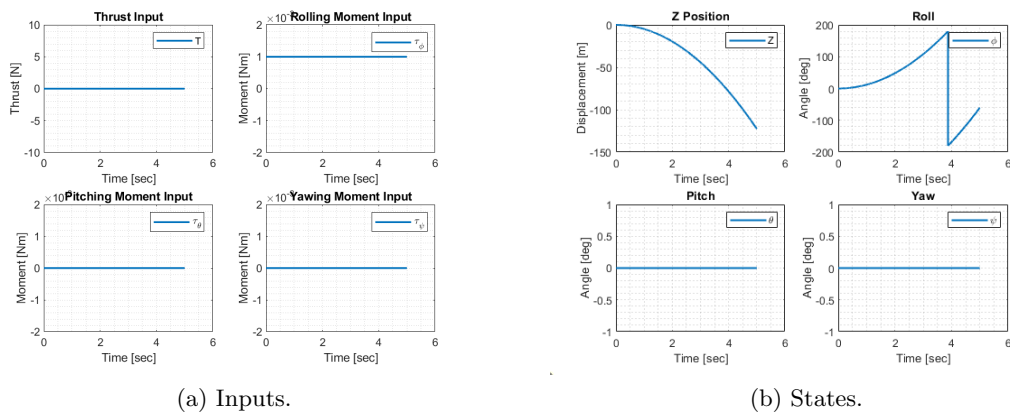 Thrust Input
10
5
0
-5
-10
Thrust [N]
T
0 2 4 6
Time [sec]
Rolling Moment Input
2
1
0
-1
-2
Moment [Nm]
τϕ
0 2 4 6
Time [sec]
Pitching Moment Input
2
1
0
-1
-2
Moment [Nm]
τθ
0 2 4 6
Time [sec]
Yawing Moment Input
2
1
0
-1
-2
Moment [Nm]
τψ
0 2 4 6
Time [sec]
(a) Inputs.
Z Position
0
-50
-100
-150
Displacement [m]
Z
0 2 4 6
Time [sec]
Roll
200
100
0
-100
-200
Angle [deg]
ϕ
0 2 4 6
Time [sec]
Pitch
1
0.5
0
-0.5
-1
Angle [deg]
θ
0 2 4 6
Time [sec]
Yaw
1
0.5
0
-0.5
-1
Angle [deg]
ψ
0 2 4 6
Time [sec]
(b) States.